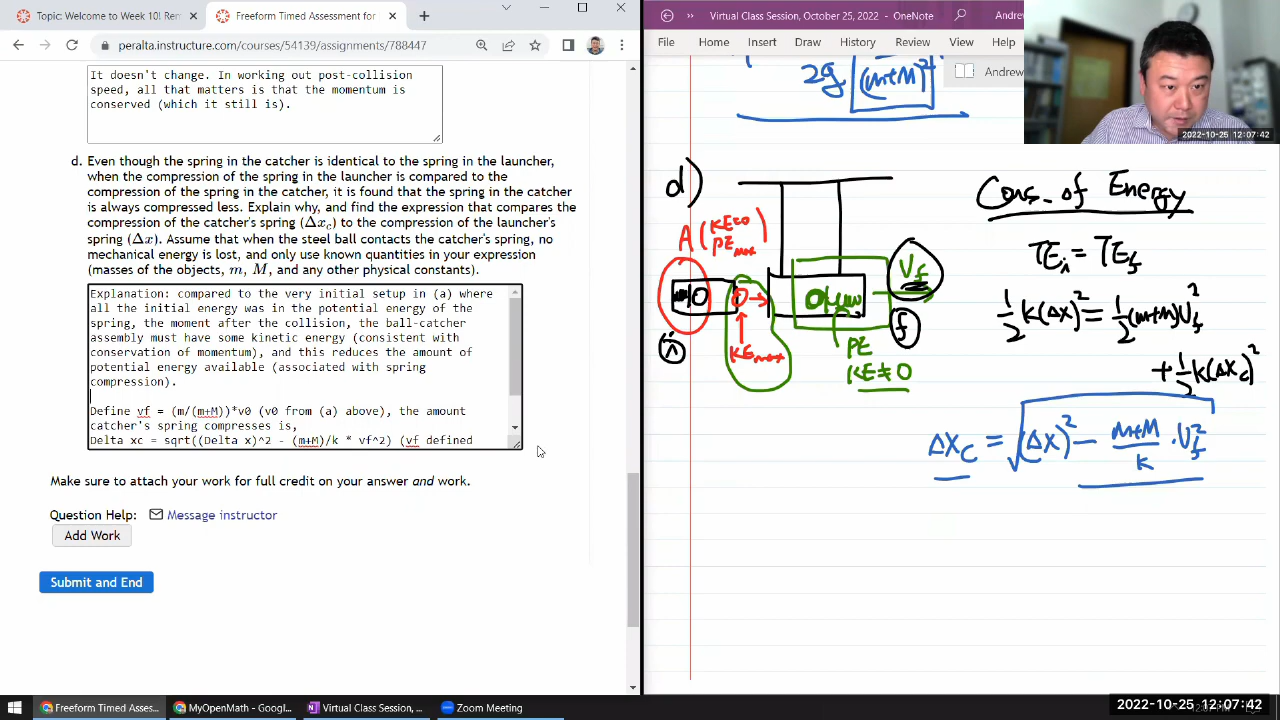 Topic: Welcome to Week 10! Rem
Freeform Timed Assessment for
peralta.instructure.com/courses/54139/assignments/788447
It doesn't change. In working out post-collision
speed, all that matters is that the momentum is
conserved (which it still is).
d. Even though the spring in the catcher is identical to the spring in the launcher,
when the compression of the spring in the launcher is compared to the
compression of the spring in the catcher, it is found that the spring in the catcher
is always compressed less. Explain why, and find the expression that compares the
compression of the catcher's spring (Δx_c) to the compression of the launcher's
spring (Δx). Assume that when the steel ball contacts the catcher's spring, no
mechanical energy is lost, and only use known quantities in your expression
(masses of the objects, m, M, and any other physical constants).
Explanation: compared to the very initial setup in (a) where
all the initial energy was in the potential energy of the
spring, the moment after the collision, the ball-catcher
assembly must have some kinetic energy (consistent with
conservation of momentum), and this reduces the amount of
potential energy available (associated with spring
compression).
Define vf = (m/(m+M))*v0 (v0 from (a) above), the amount
catcher's spring compresses is,
Delta xc = sqrt((Delta x)^2 - (m+M)/k * vf^2) (vf defined
Make sure to attach your work for full credit on your answer and work.
Question Help: Message instructor
Add Work
Submit and End
Virtual Class Session, October 25, 2022 - OneNote
Andrew
File Home Insert Draw History Review View Help
Andrew
2g (m+M)²
2022-10-25 12:07:42
d)
Cons. of Energy
A (KE=0
PE max)
TE_i = TE_f
V_f
½k(Δx)² = ½(m+M)V_f²
+ ½k(Δx_c)²
i
KE max
f
PE
KE ≠ 0
Δx_c = √(Δx)² − (m+M)/k · V_f²
Freeform Timed Asses...
MyOpenMath - Googl...
Virtual Class Session, ...
Zoom Meeting
2022-10-25 12:07:42